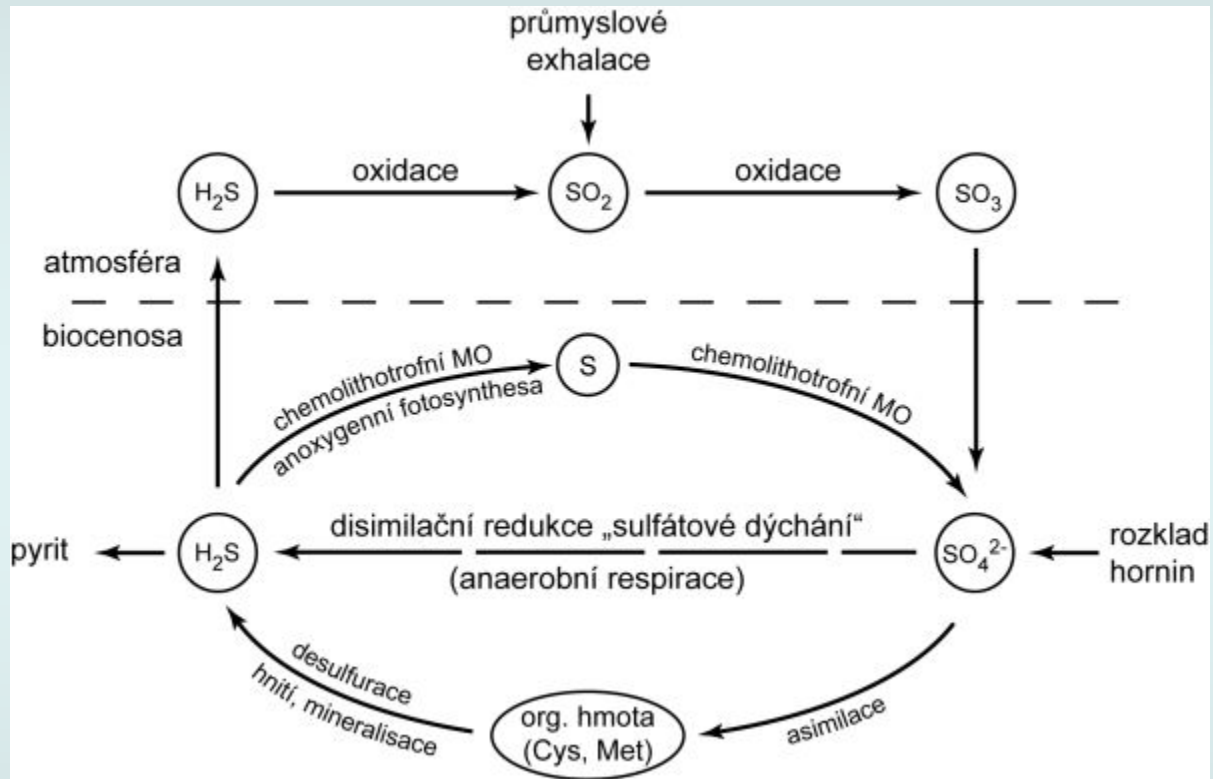 průmyslové
exhalace
H₂S
oxidace
SO₂
oxidace
SO₃
atmosféra
biocenosa
chemolithotrofní MO
anoxygenní fotosynthesa
S
chemolithotrofní MO
pyrit
H₂S
disimilační redukce „sulfátové dýchání“
(anaerobní respirace)
SO₄²⁻
rozklad
hornin
desulfurace
hnití, mineralisace
org. hmota
(Cys, Met)
asimilace